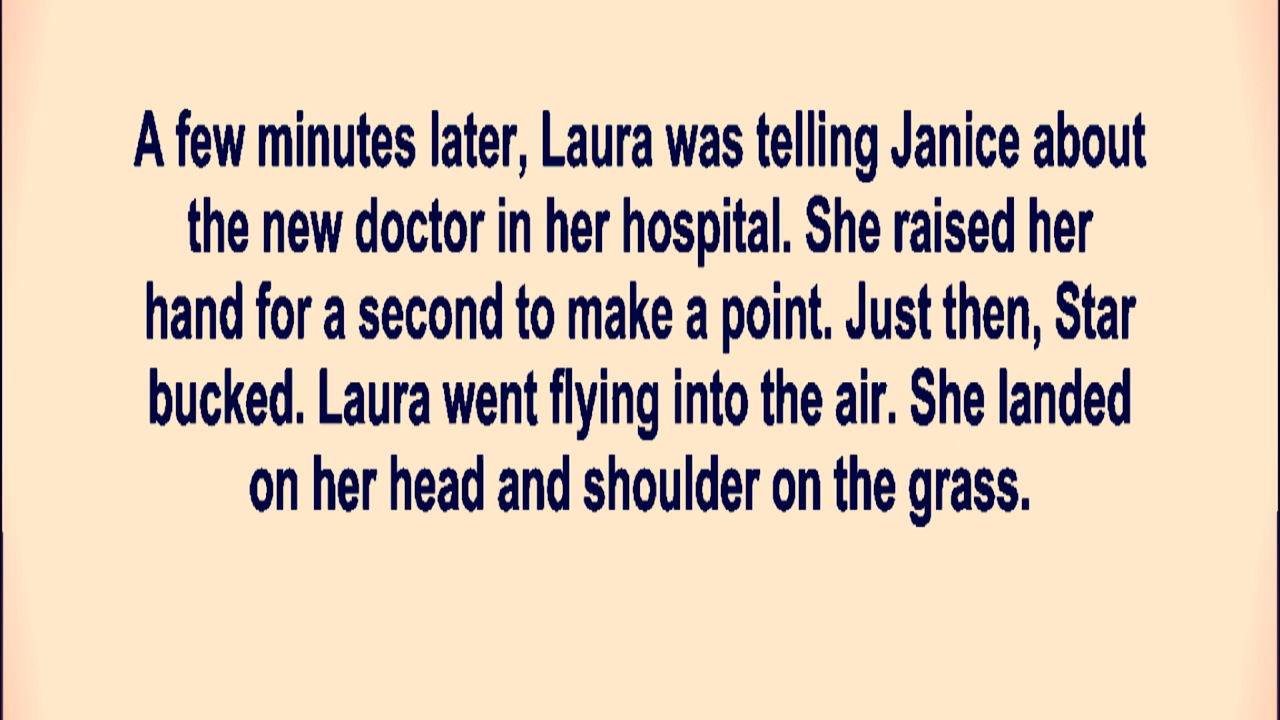 A few minutes later, Laura was telling Janice about
the new doctor in her hospital. She raised her
hand for a second to make a point. Just then, Star
bucked. Laura went flying into the air. She landed
on her head and shoulder on the grass.